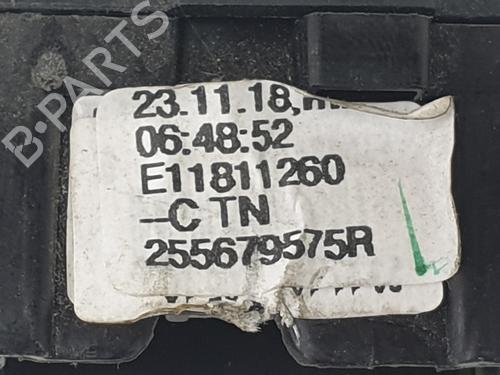 B-PARTS
23.11.18,
06:48:52
E11811260
-C TN
255679575R